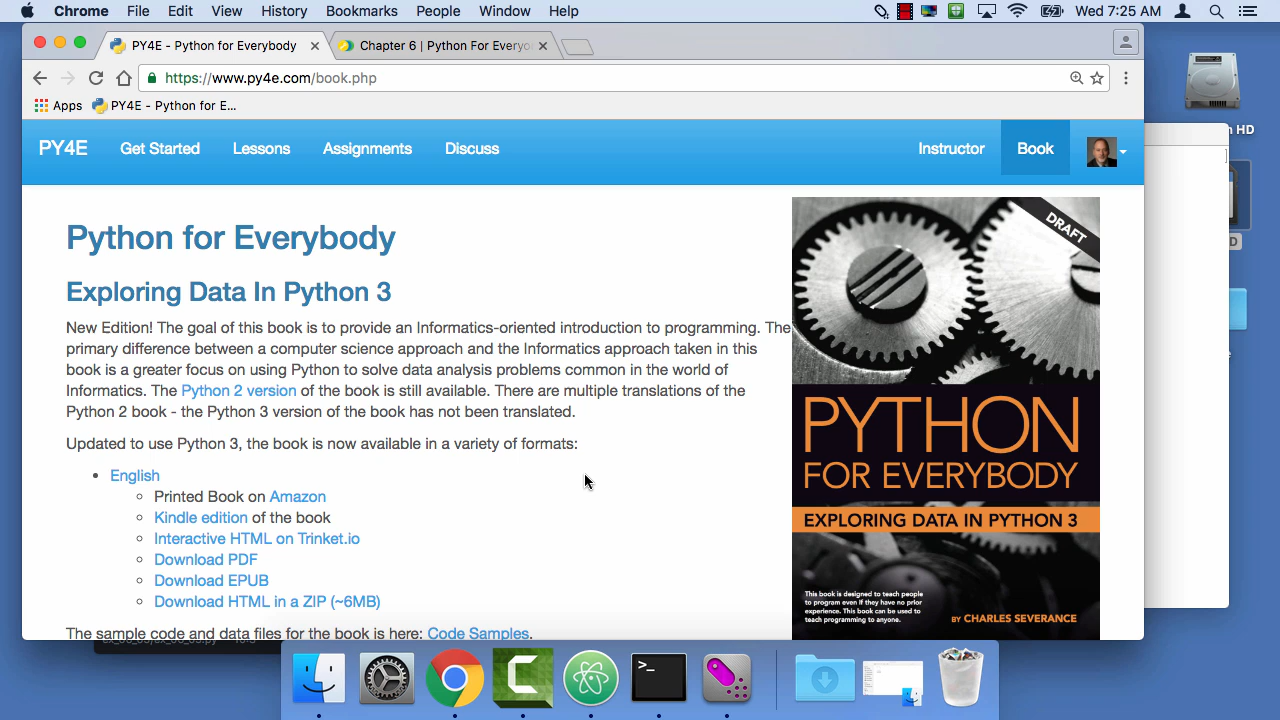 Chrome File Edit View History Bookmarks People Window Help Wed 7:25 AM
PY4E - Python for Everybody Chapter 6 | Python For Everyo
https://www.py4e.com/book.php
Apps PY4E - Python for E...
PY4E Get Started Lessons Assignments Discuss Instructor Book
HD
DRAFT
Python for Everybody
Exploring Data In Python 3
New Edition! The goal of this book is to provide an Informatics-oriented introduction to programming. The
primary difference between a computer science approach and the Informatics approach taken in this
book is a greater focus on using Python to solve data analysis problems common in the world of
Informatics. The Python 2 version of the book is still available. There are multiple translations of the
Python 2 book - the Python 3 version of the book has not been translated.
Updated to use Python 3, the book is now available in a variety of formats:
English
Printed Book on Amazon
Kindle edition of the book
Interactive HTML on Trinket.io
Download PDF
Download EPUB
Download HTML in a ZIP (~6MB)
The sample code and data files for the book is here: Code Samples.
PYTHON
FOR EVERYBODY
EXPLORING DATA IN PYTHON 3
This book is designed to teach people
to program even if they have no prior
experience. This book can be used to
teach programming to anyone.
BY CHARLES SEVERANCE